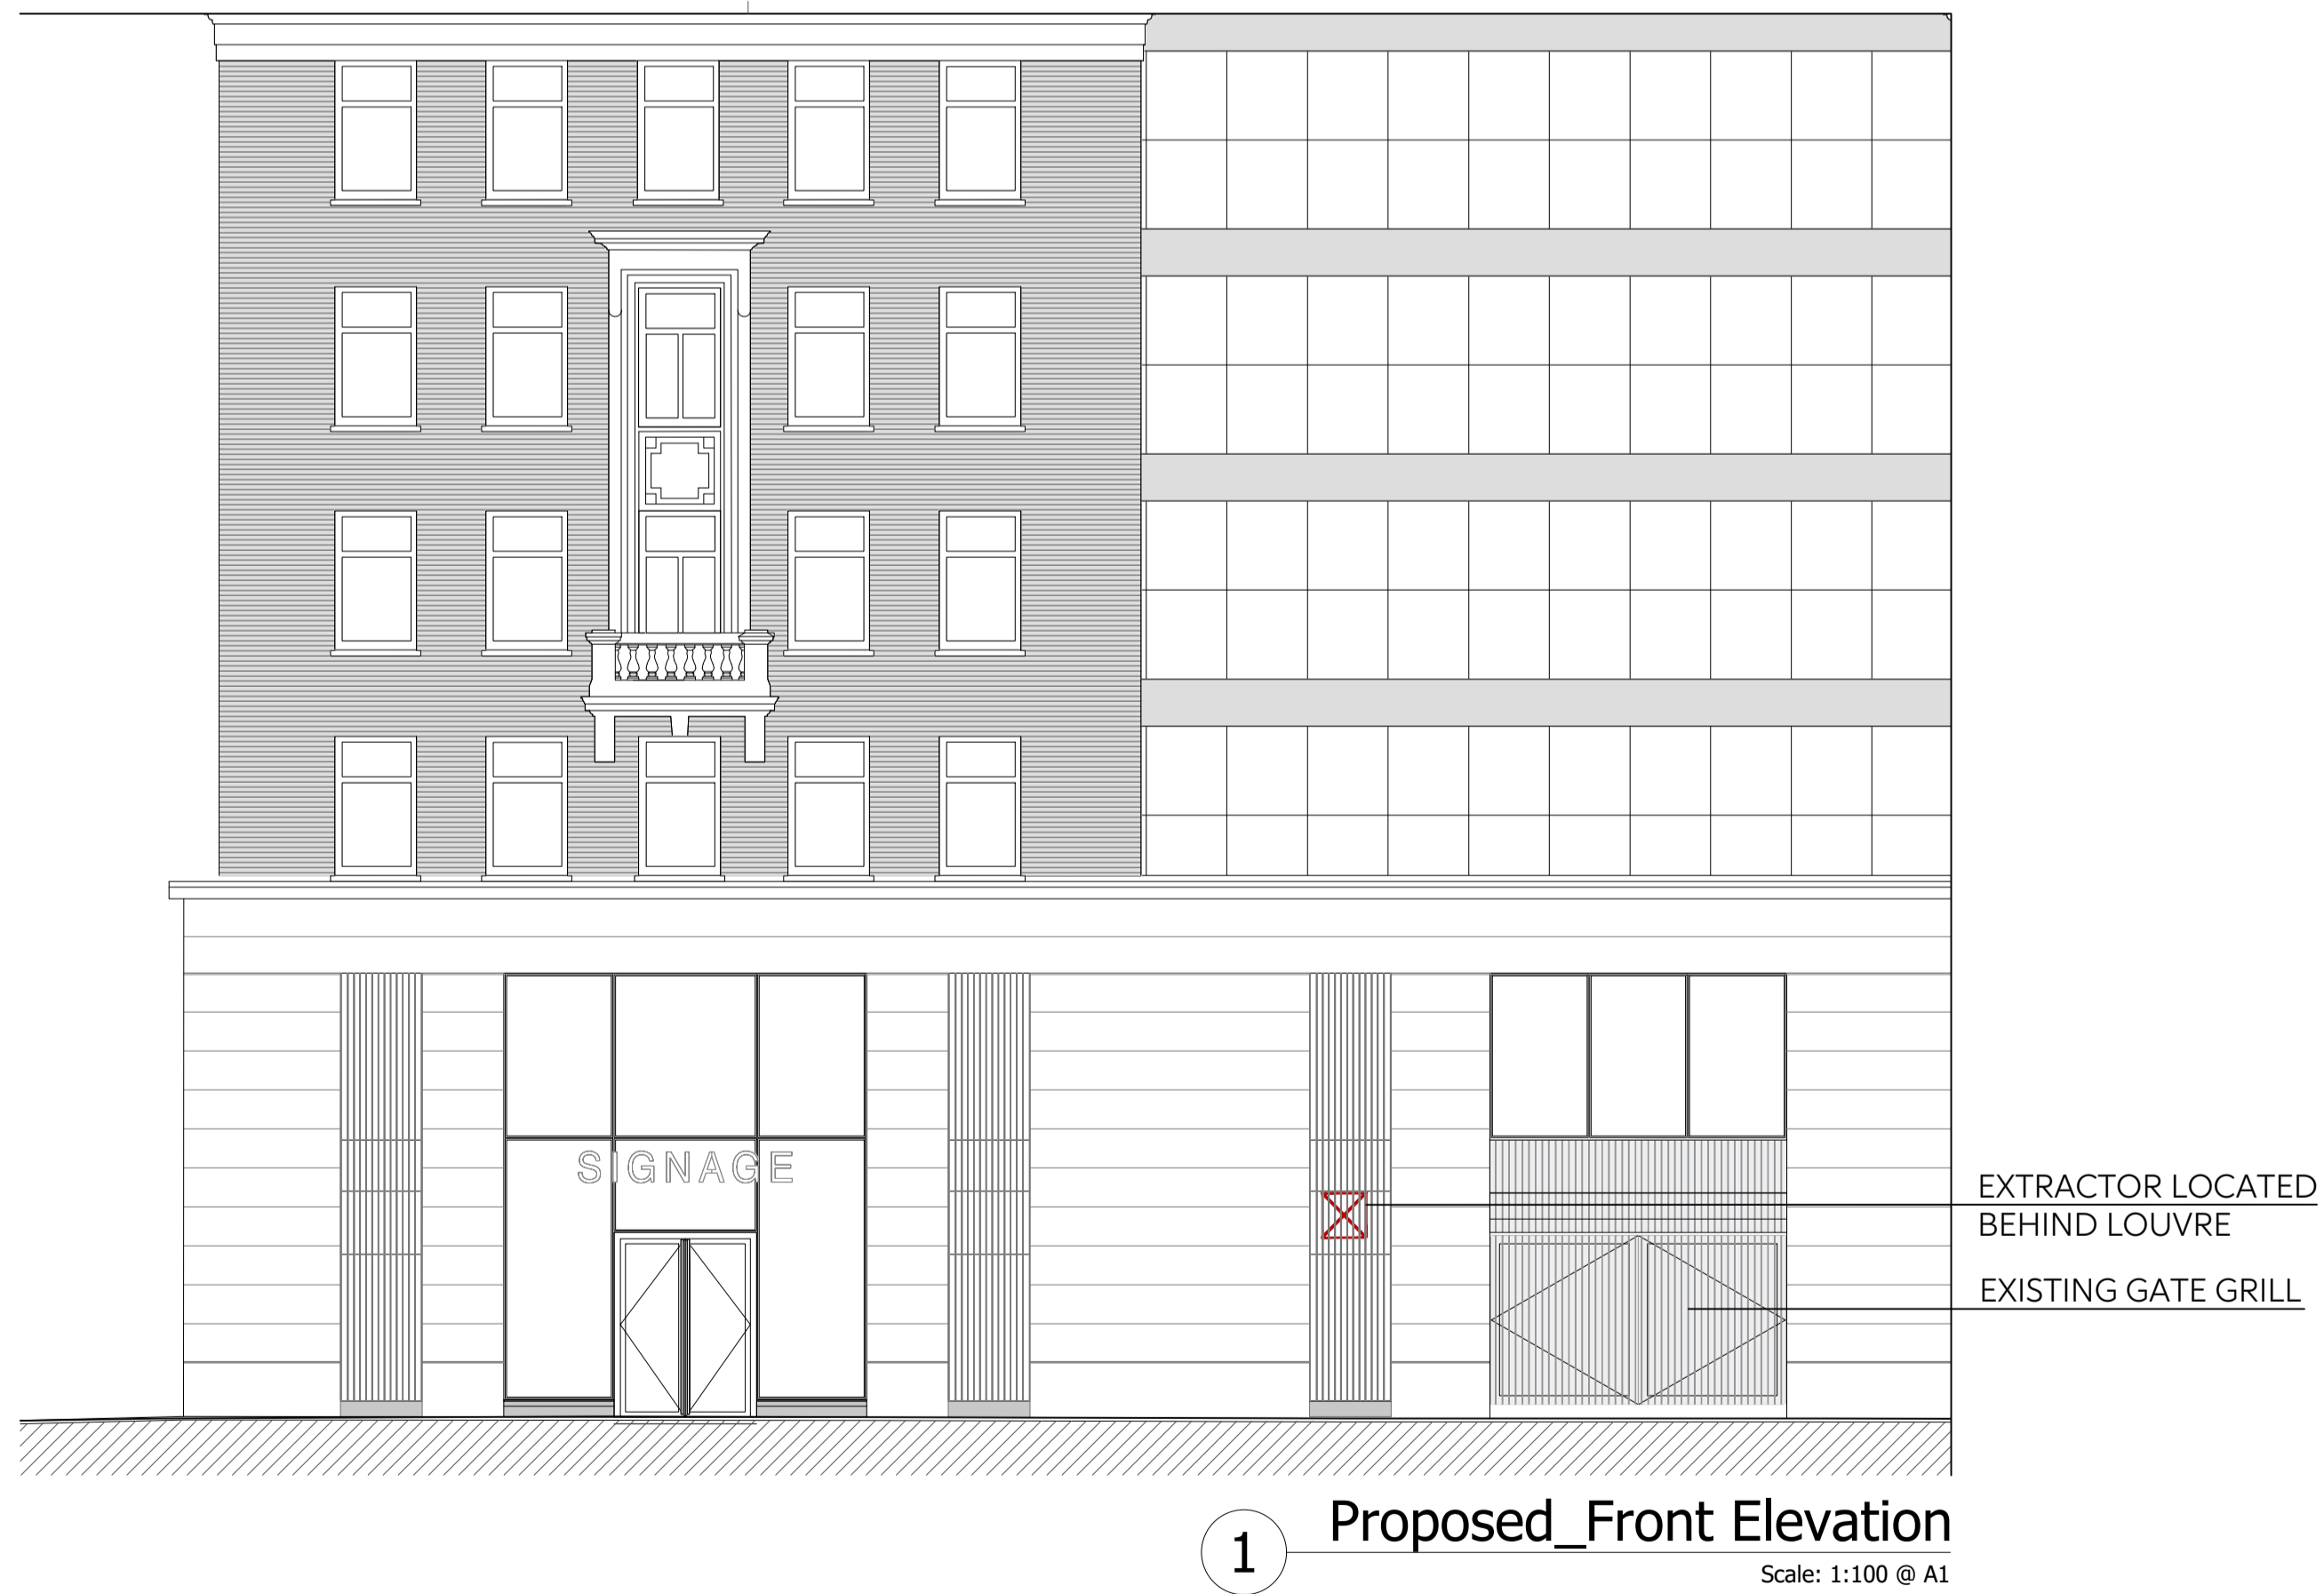 SIGNAGE
EXTRACTOR LOCATED
BEHIND LOUVRE
EXISTING GATE GRILL
1
Proposed_Front Elevation
Scale: 1:100 @ A1